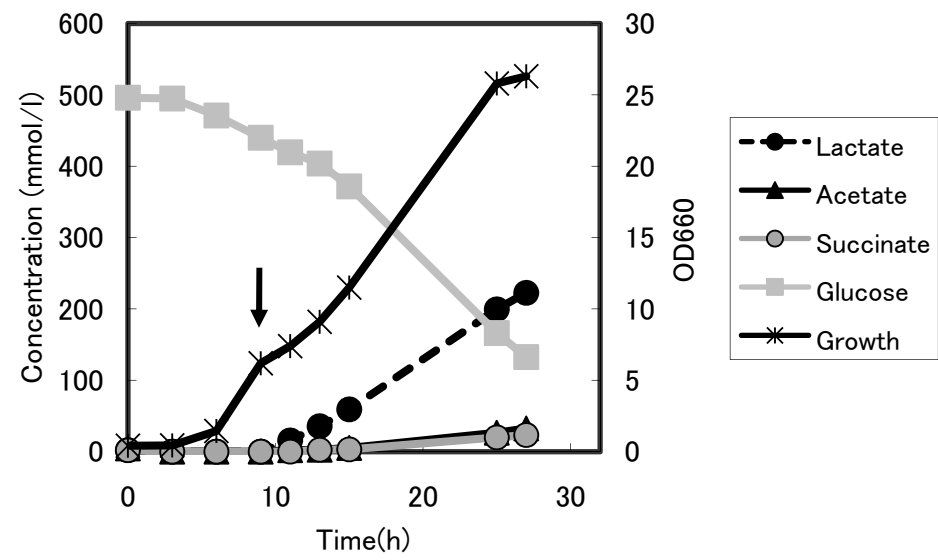 600
500
400
300
200
100
0
Concentration (mmol/l)
30
25
20
15
10
5
0
OD660
0
10
20
30
Time(h)
Lactate
Acetate
Succinate
Glucose
Growth